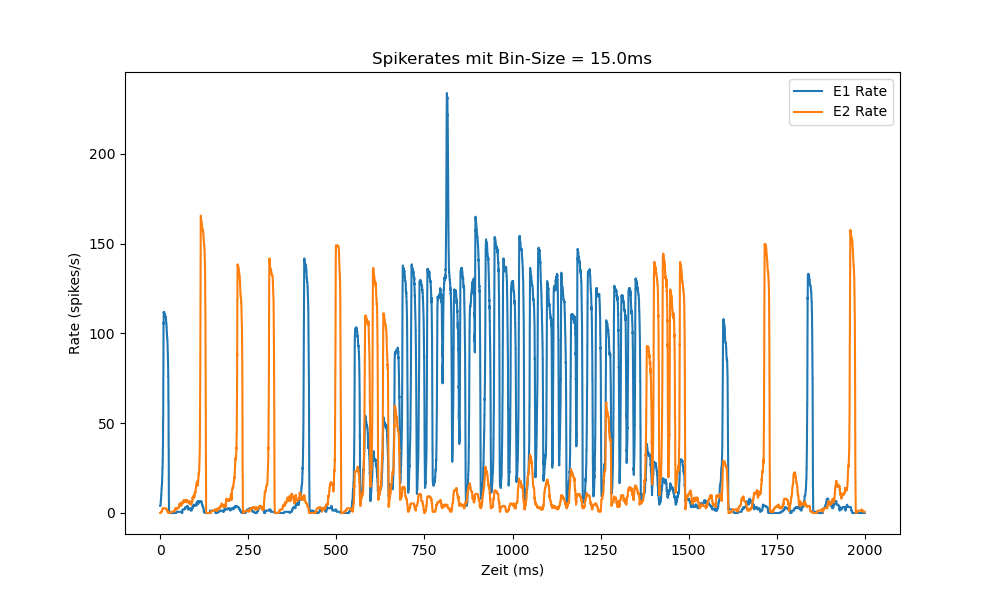 Spikerates mit Bin-Size = 15.0ms
E1 Rate
E2 Rate
200
150
100
50
0
Rate (spikes/s)
0 250 500 750 1000 1250 1500 1750 2000
Zeit (ms)